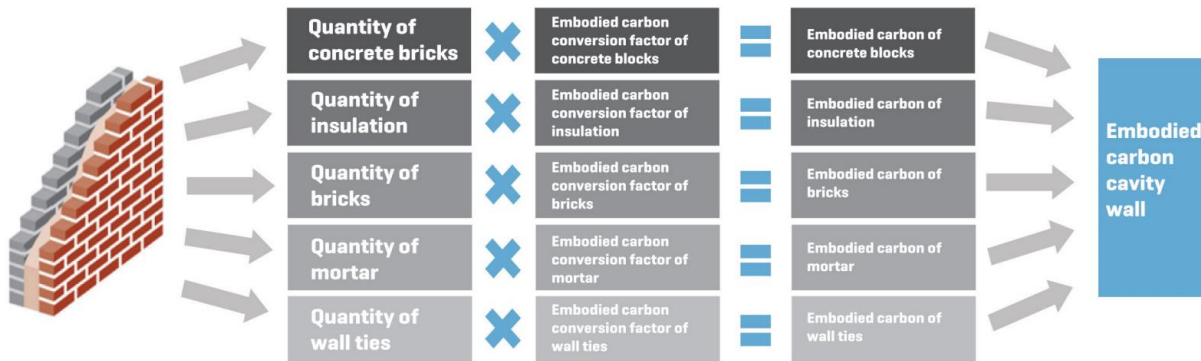 Quantity of
concrete bricks
Embodied carbon
conversion factor of
concrete blocks
Embodied carbon of
concrete blocks
Quantity of
insulation
Embodied carbon
conversion factor of
insulation
Embodied carbon of
insulation
Quantity of
bricks
Embodied carbon
conversion factor of
bricks
Embodied carbon of
bricks
Quantity of
mortar
Embodied carbon
conversion factor of
mortar
Embodied carbon of
mortar
Quantity of
wall ties
Embodied carbon
conversion factor of
wall ties
Embodied carbon of
wall ties
Embodied
carbon
cavity
wall